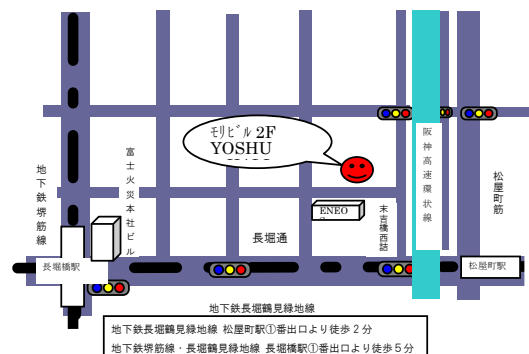 モリビル 2F
YOSHU
阪神高速環状線
地下鉄堺筋線
富士火災本社ビル
松屋町筋
ENEO
末吉橋西詰
長堀通
長堀橋駅
松屋町駅
地下鉄長堀鶴見緑地線
地下鉄長堀鶴見緑地線 松屋町駅①番出口より徒歩２分
地下鉄堺筋線・長堀鶴見緑地線 長堀橋駅①番出口より徒歩５分